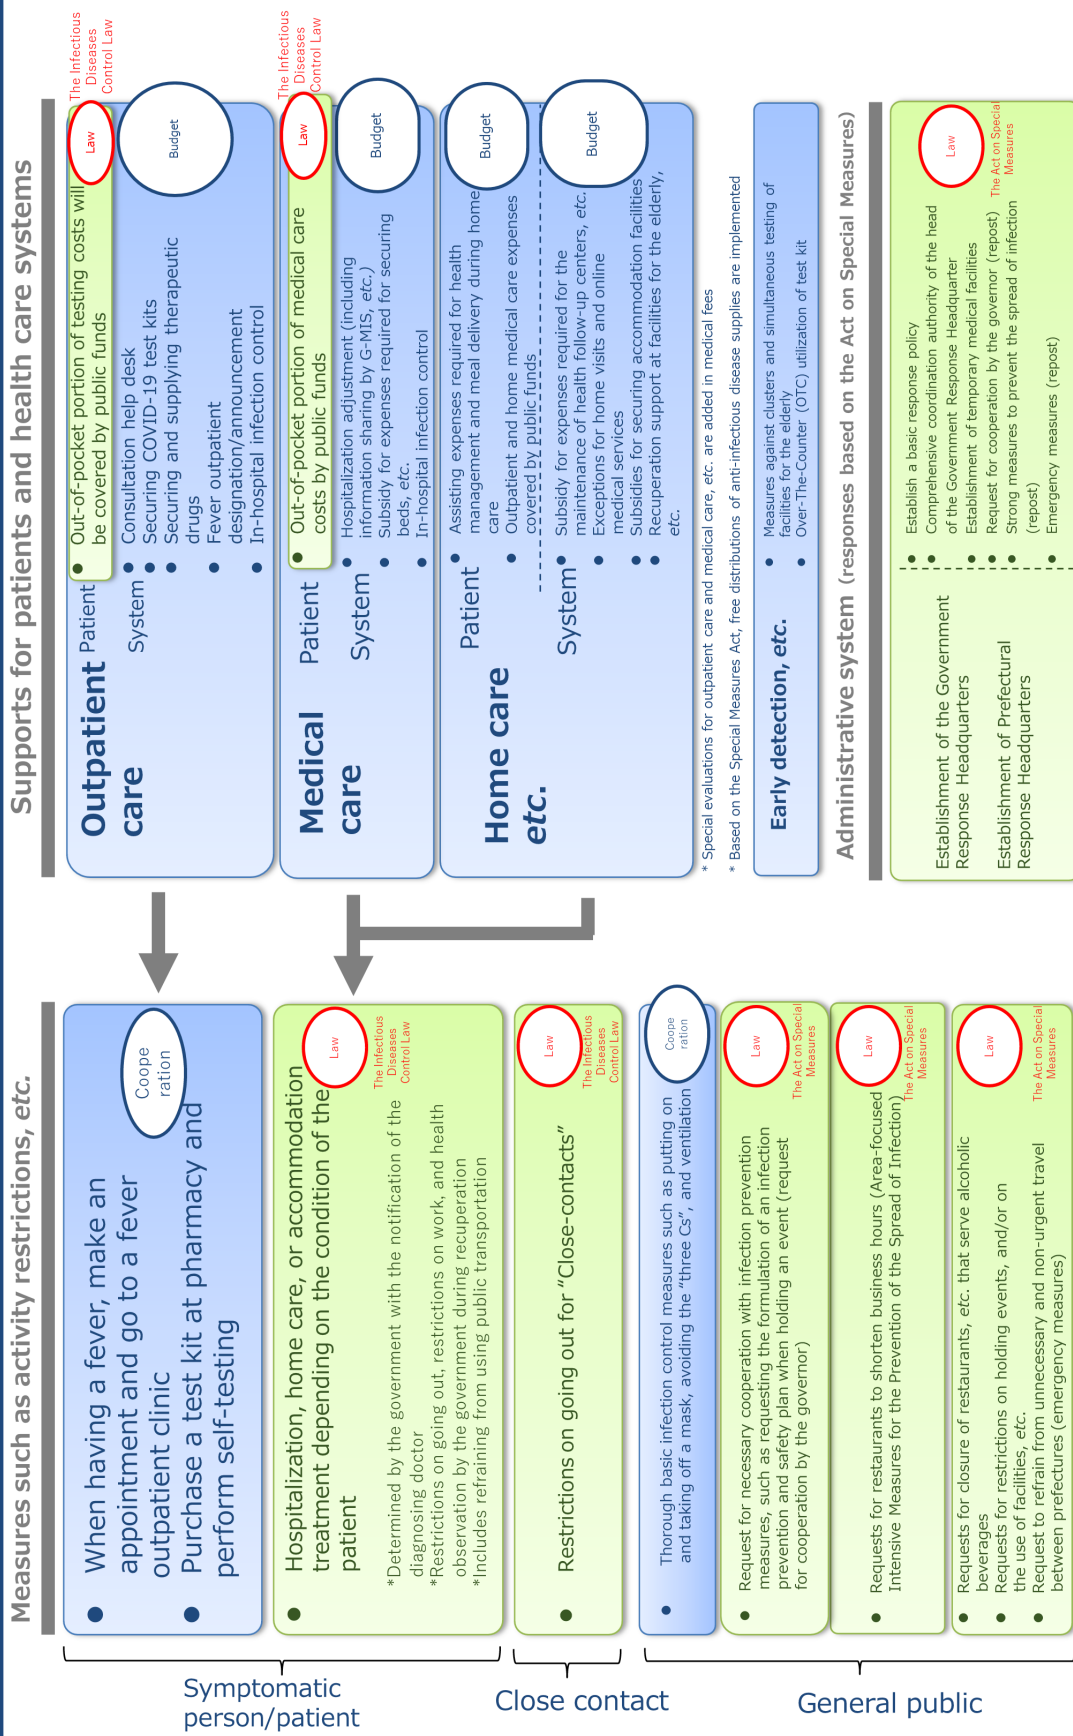 Measures such as activity restrictions, etc.
Symptomatic
person/patient
● When having a fever, make an
appointment and go to a fever
outpatient clinic
● Purchase a test kit at pharmacy and
perform self-testing
Coope
ration
● Hospitalization, home care, or accommodation
treatment depending on the condition of the
patient
Law
The Infectious
Diseases
Control Law
*Determined by the government with the notification of the
diagnosing doctor
*Restrictions on going out, restrictions on work, and health
observation by the government during recuperation
*Includes refraining from using public transportation
Close contact
● Restrictions on going out for “Close-contacts”
Law
The Infectious
Diseases
Control Law
General public
● Thorough basic infection control measures such as putting on
and taking off a mask, avoiding the “three Cs”, and ventilation
Coope
ration
● Request for necessary cooperation with infection prevention
measures, such as requesting the formulation of an infection
prevention and safety plan when holding an event (request
for cooperation by the governor)
Law
The Act on Special
Measures
● Requests for restaurants to shorten business hours (Area-focused
Intensive Measures for the Prevention of the Spread of Infection)
Law
The Act on Special
Measures
● Requests for closure of restaurants, etc. that serve alcoholic
beverages
● Requests for restrictions on holding events, and/or on
the use of facilities, etc.
● Request to refrain from unnecessary and non-urgent travel
between prefectures (emergency measures)
Law
The Act on Special
Measures
Supports for patients and health care systems
Outpatient
care
Patient
● Out-of-pocket portion of testing costs will
be covered by public funds
Law
The Infectious
Diseases
Control Law
System
● Consultation help desk
● Securing COVID-19 test kits
● Securing and supplying therapeutic
drugs
● Fever outpatient
designation/announcement
● In-hospital infection control
Budget
Medical
care
Patient
● Out-of-pocket portion of medical care
costs by public funds
Law
The Infectious
Diseases
Control Law
System
● Hospitalization adjustment (including
information sharing by G-MIS, etc.)
● Subsidy for expenses required for securing
beds, etc.
● In-hospital infection control
Budget
Home care
etc.
Patient
● Assisting expenses required for health
management and meal delivery during home
care
● Outpatient and home medical care expenses
covered by public funds
Budget
System
● Subsidy for expenses required for the
maintenance of health follow-up centers, etc.
● Exceptions for home visits and online
medical services
● Subsidies for securing accommodation facilities
● Recuperation support at facilities for the elderly,
etc.
Budget
* Special evaluations for outpatient care and medical care, etc. are added in medical fees
* Based on the Special Measures Act, free distributions of anti-infectious disease supplies are implemented
Early detection, etc.
● Measures against clusters and simultaneous testing of
facilities for the elderly
● Over-The-Counter (OTC) utilization of test kit
Administrative system (responses based on the Act on Special Measures)
Establishment of the Government
Response Headquarters
Establishment of Prefectural
Response Headquarters
● Establish a basic response policy
● Comprehensive coordination authority of the head
of the Government Response Headquarter
● Establishment of temporary medical facilities
● Request for cooperation by the governor (repost)
● Strong measures to prevent the spread of infection
(repost)
● Emergency measures (repost)
Law
The Act on Special
Measures